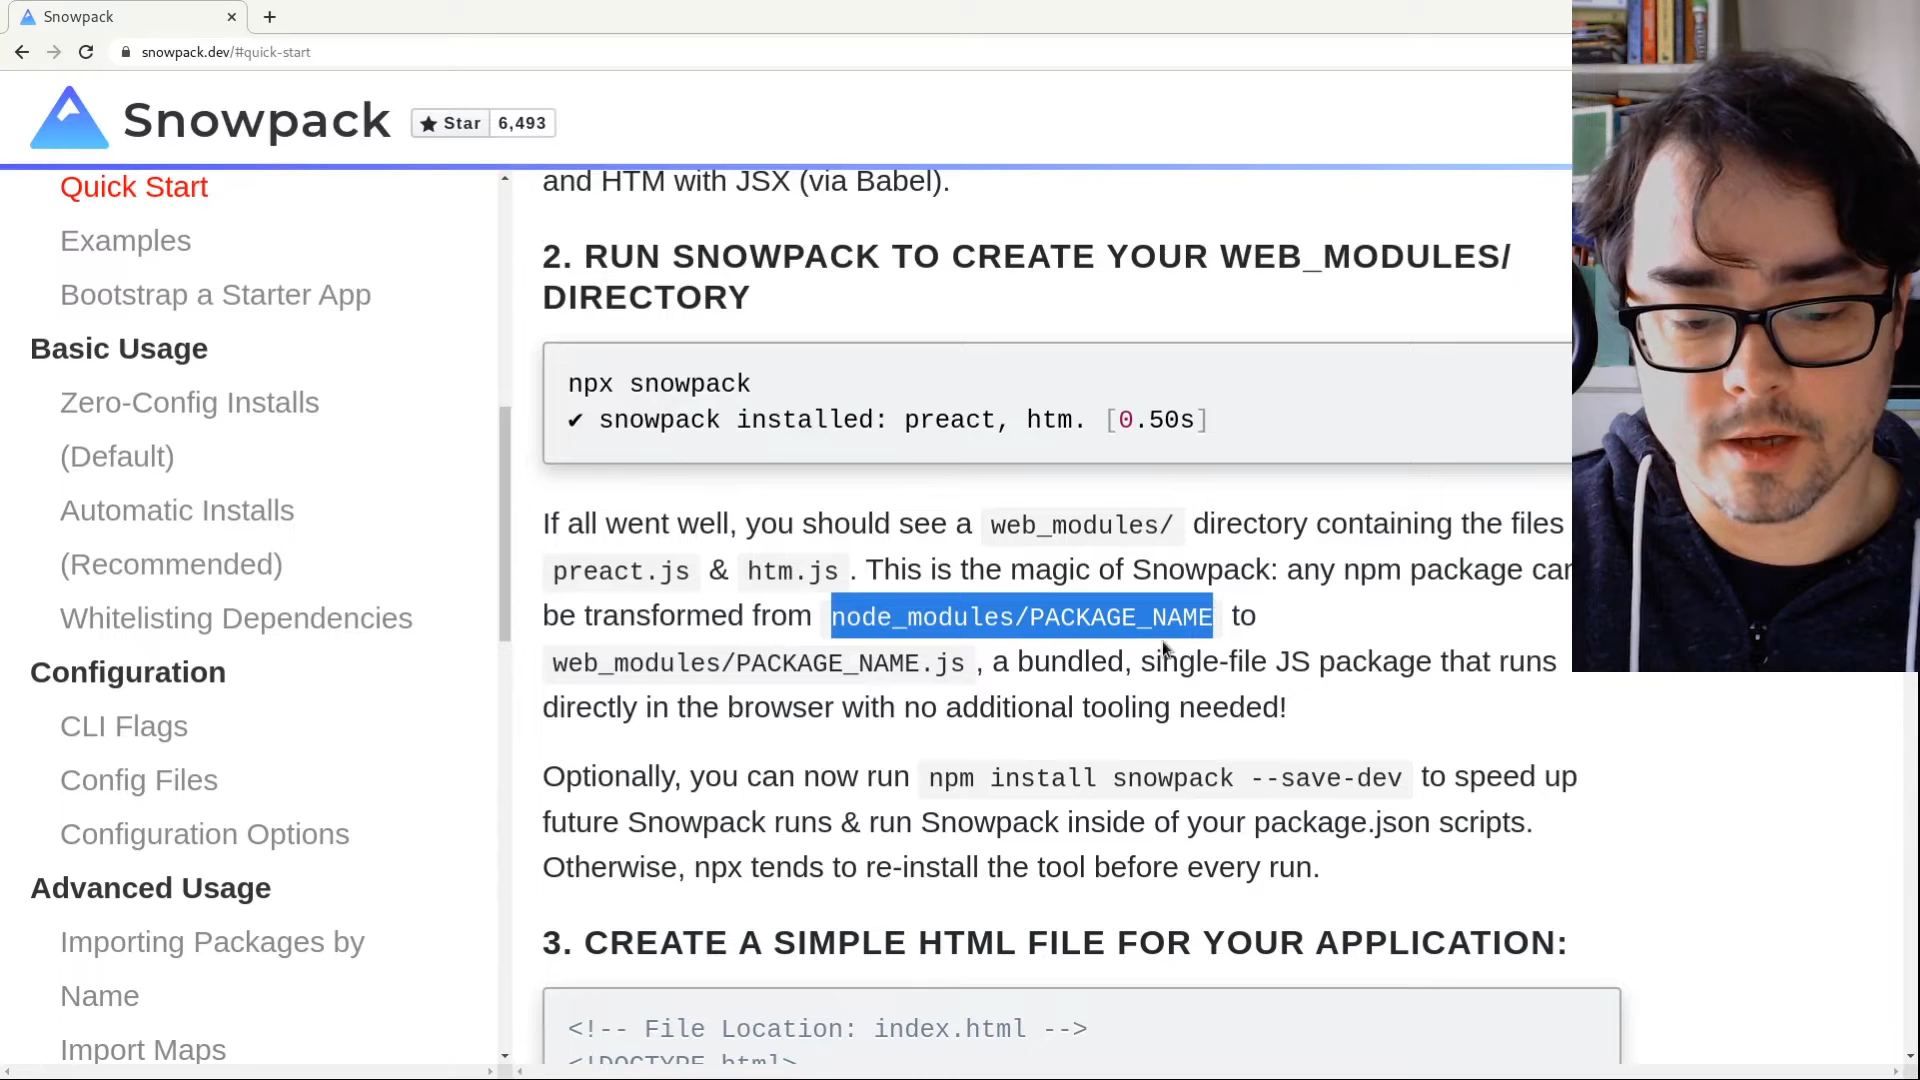 Snowpack
snowpack.dev/#quick-start
Snowpack
Star 6,493
Quick Start
Examples
Bootstrap a Starter App
Basic Usage
Zero-Config Installs
(Default)
Automatic Installs
(Recommended)
Whitelisting Dependencies
Configuration
CLI Flags
Config Files
Configuration Options
Advanced Usage
Importing Packages by
Name
Import Maps
and HTM with JSX (via Babel).
2. RUN SNOWPACK TO CREATE YOUR WEB_MODULES/
DIRECTORY
npx snowpack
✔ snowpack installed: preact, htm. [0.50s]
If all went well, you should see a web_modules/ directory containing the files
preact.js & htm.js . This is the magic of Snowpack: any npm package can
be transformed from node_modules/PACKAGE_NAME to
web_modules/PACKAGE_NAME.js , a bundled, single-file JS package that runs
directly in the browser with no additional tooling needed!
Optionally, you can now run npm install snowpack --save-dev to speed up
future Snowpack runs & run Snowpack inside of your package.json scripts.
Otherwise, npx tends to re-install the tool before every run.
3. CREATE A SIMPLE HTML FILE FOR YOUR APPLICATION:
<!-- File Location: index.html -->
<!DOCTYPE html>